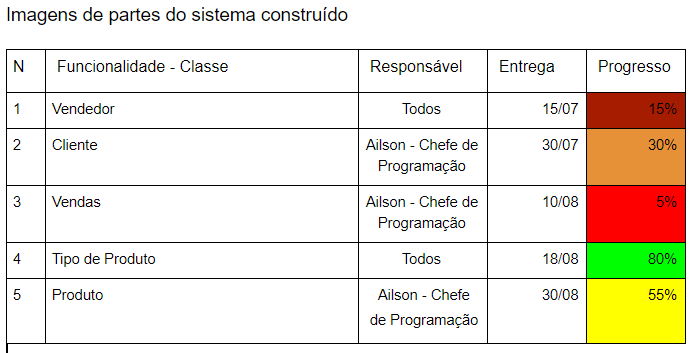 Imagens de partes do sistema construído
N Funcionalidade - Classe Responsável Entrega Progresso
1 Vendedor Todos 15/07 15%
2 Cliente Ailson - Chefe de 30/07 30%
Programação
3 Vendas Ailson - Chefe de 10/08 5%
Programação
4 Tipo de Produto Todos 18/08 80%
5 Produto Ailson - Chefe 30/08 55%
de Programação